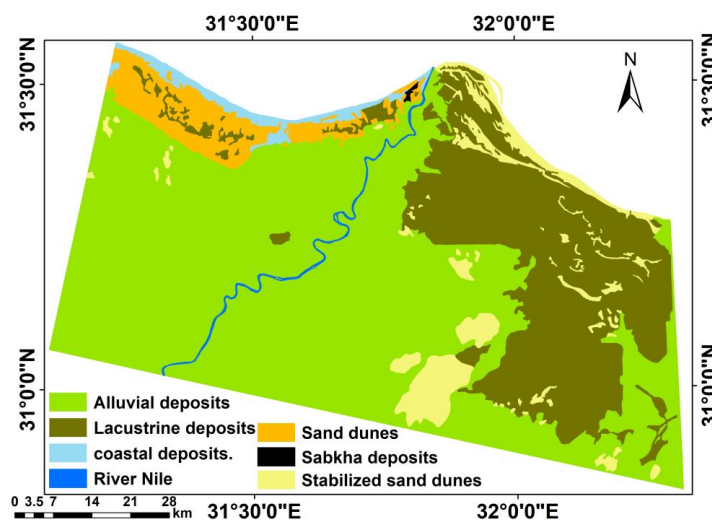 31°30'0"E 32°0'0"E
31°30'0"N
31°30'0"N
N
31°0'0"N
31°0'0"N
Alluvial deposits
Lacustrine deposits
coastal deposits.
River Nile
Sand dunes
Sabkha deposits
Stabilized sand dunes
0 3.5 7 14 21 28
km
31°30'0"E 32°0'0"E